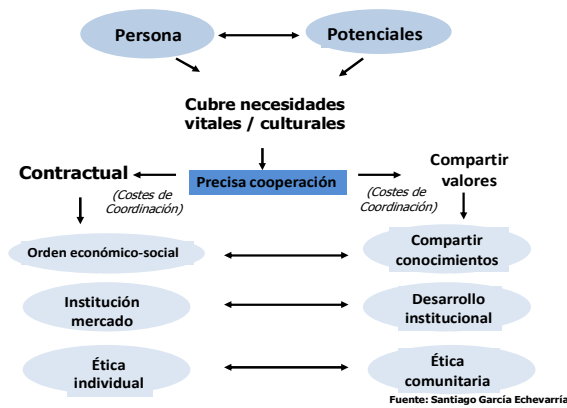 Persona
Potenciales
Cubre necesidades
vitales / culturales
Contractual
Precisa cooperación
Compartir
valores
(Costes de
Coordinación)
(Costes de
Coordinación)
Orden económico-social
Compartir
conocimientos
Institución
mercado
Desarrollo
institucional
Ética
individual
Ética
comunitaria
Fuente: Santiago García Echevarría